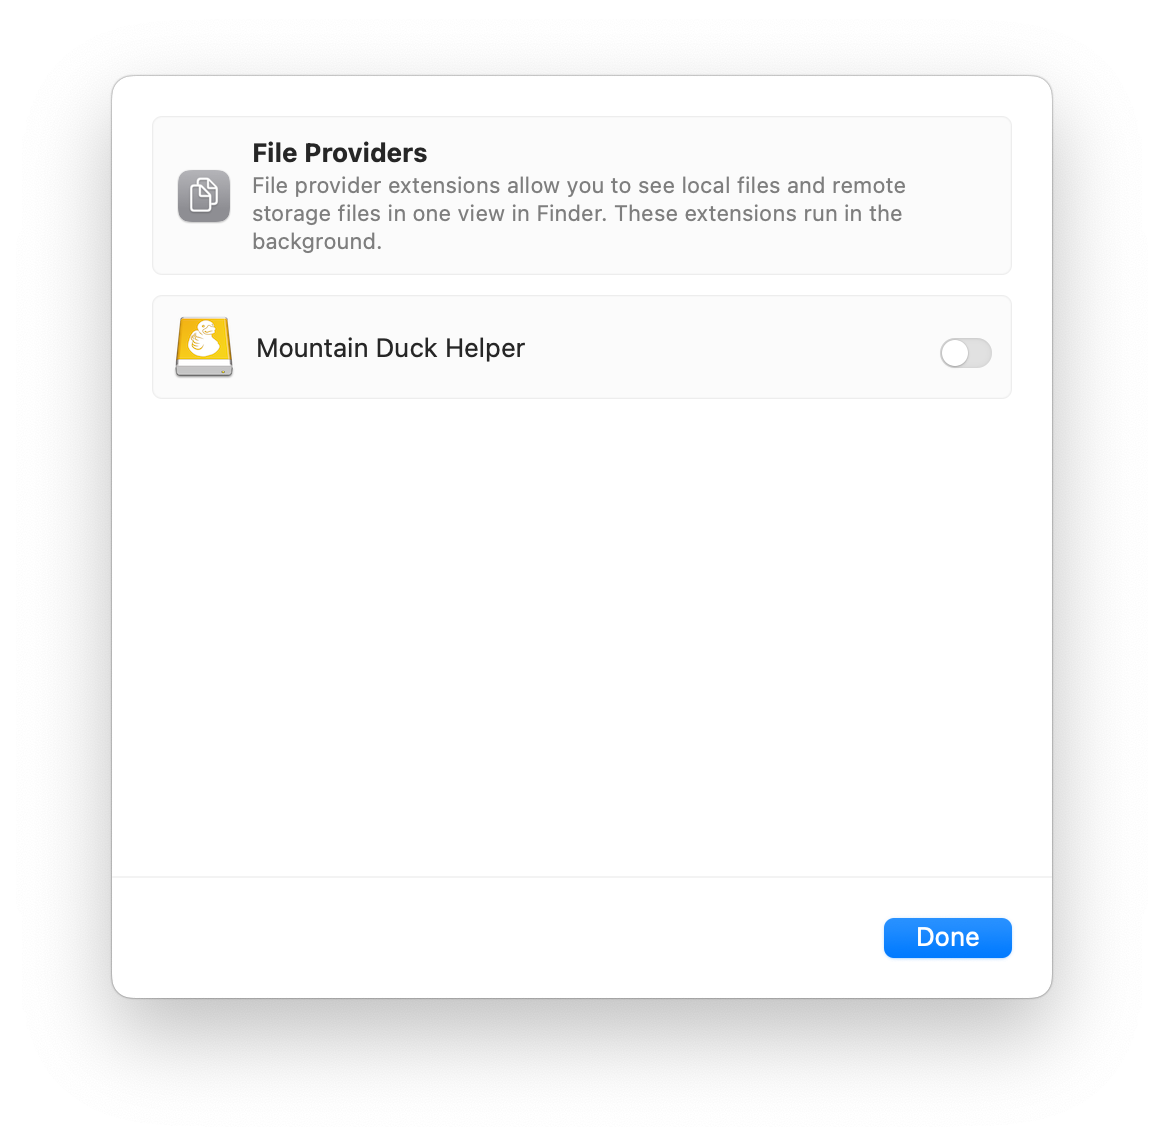 File Providers
File provider extensions allow you to see local files and remote
storage files in one view in Finder. These extensions run in the
background.
Mountain Duck Helper
Done